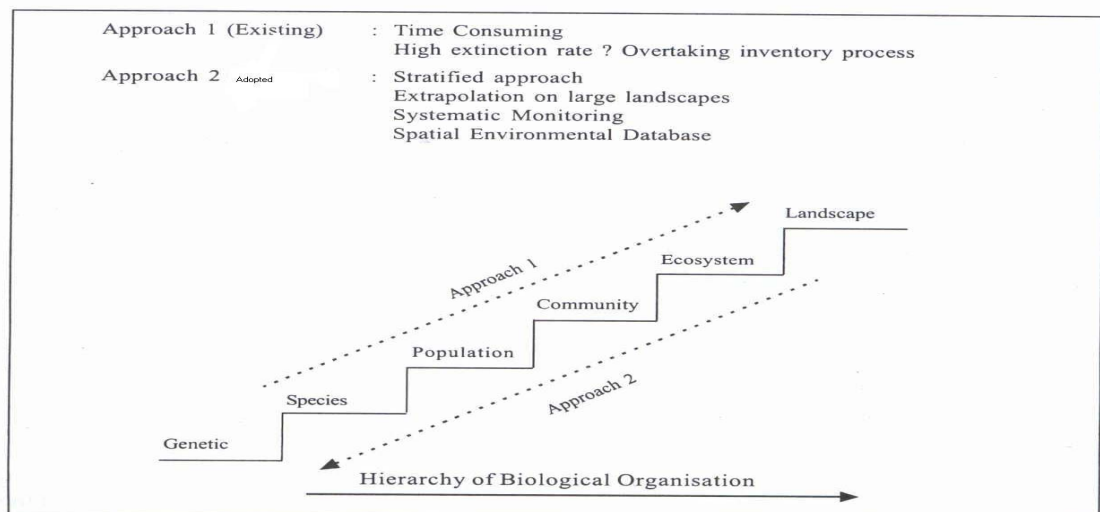 Approach 1 (Existing) : Time Consuming
High extinction rate ? Overtaking inventory process
Approach 2 Adopted : Stratified approach
Extrapolation on large landscapes
Systematic Monitoring
Spatial Environmental Database
Landscape
Approach 1
Ecosystem
Community
Population
Approach 2
Species
Genetic
Hierarchy of Biological Organisation